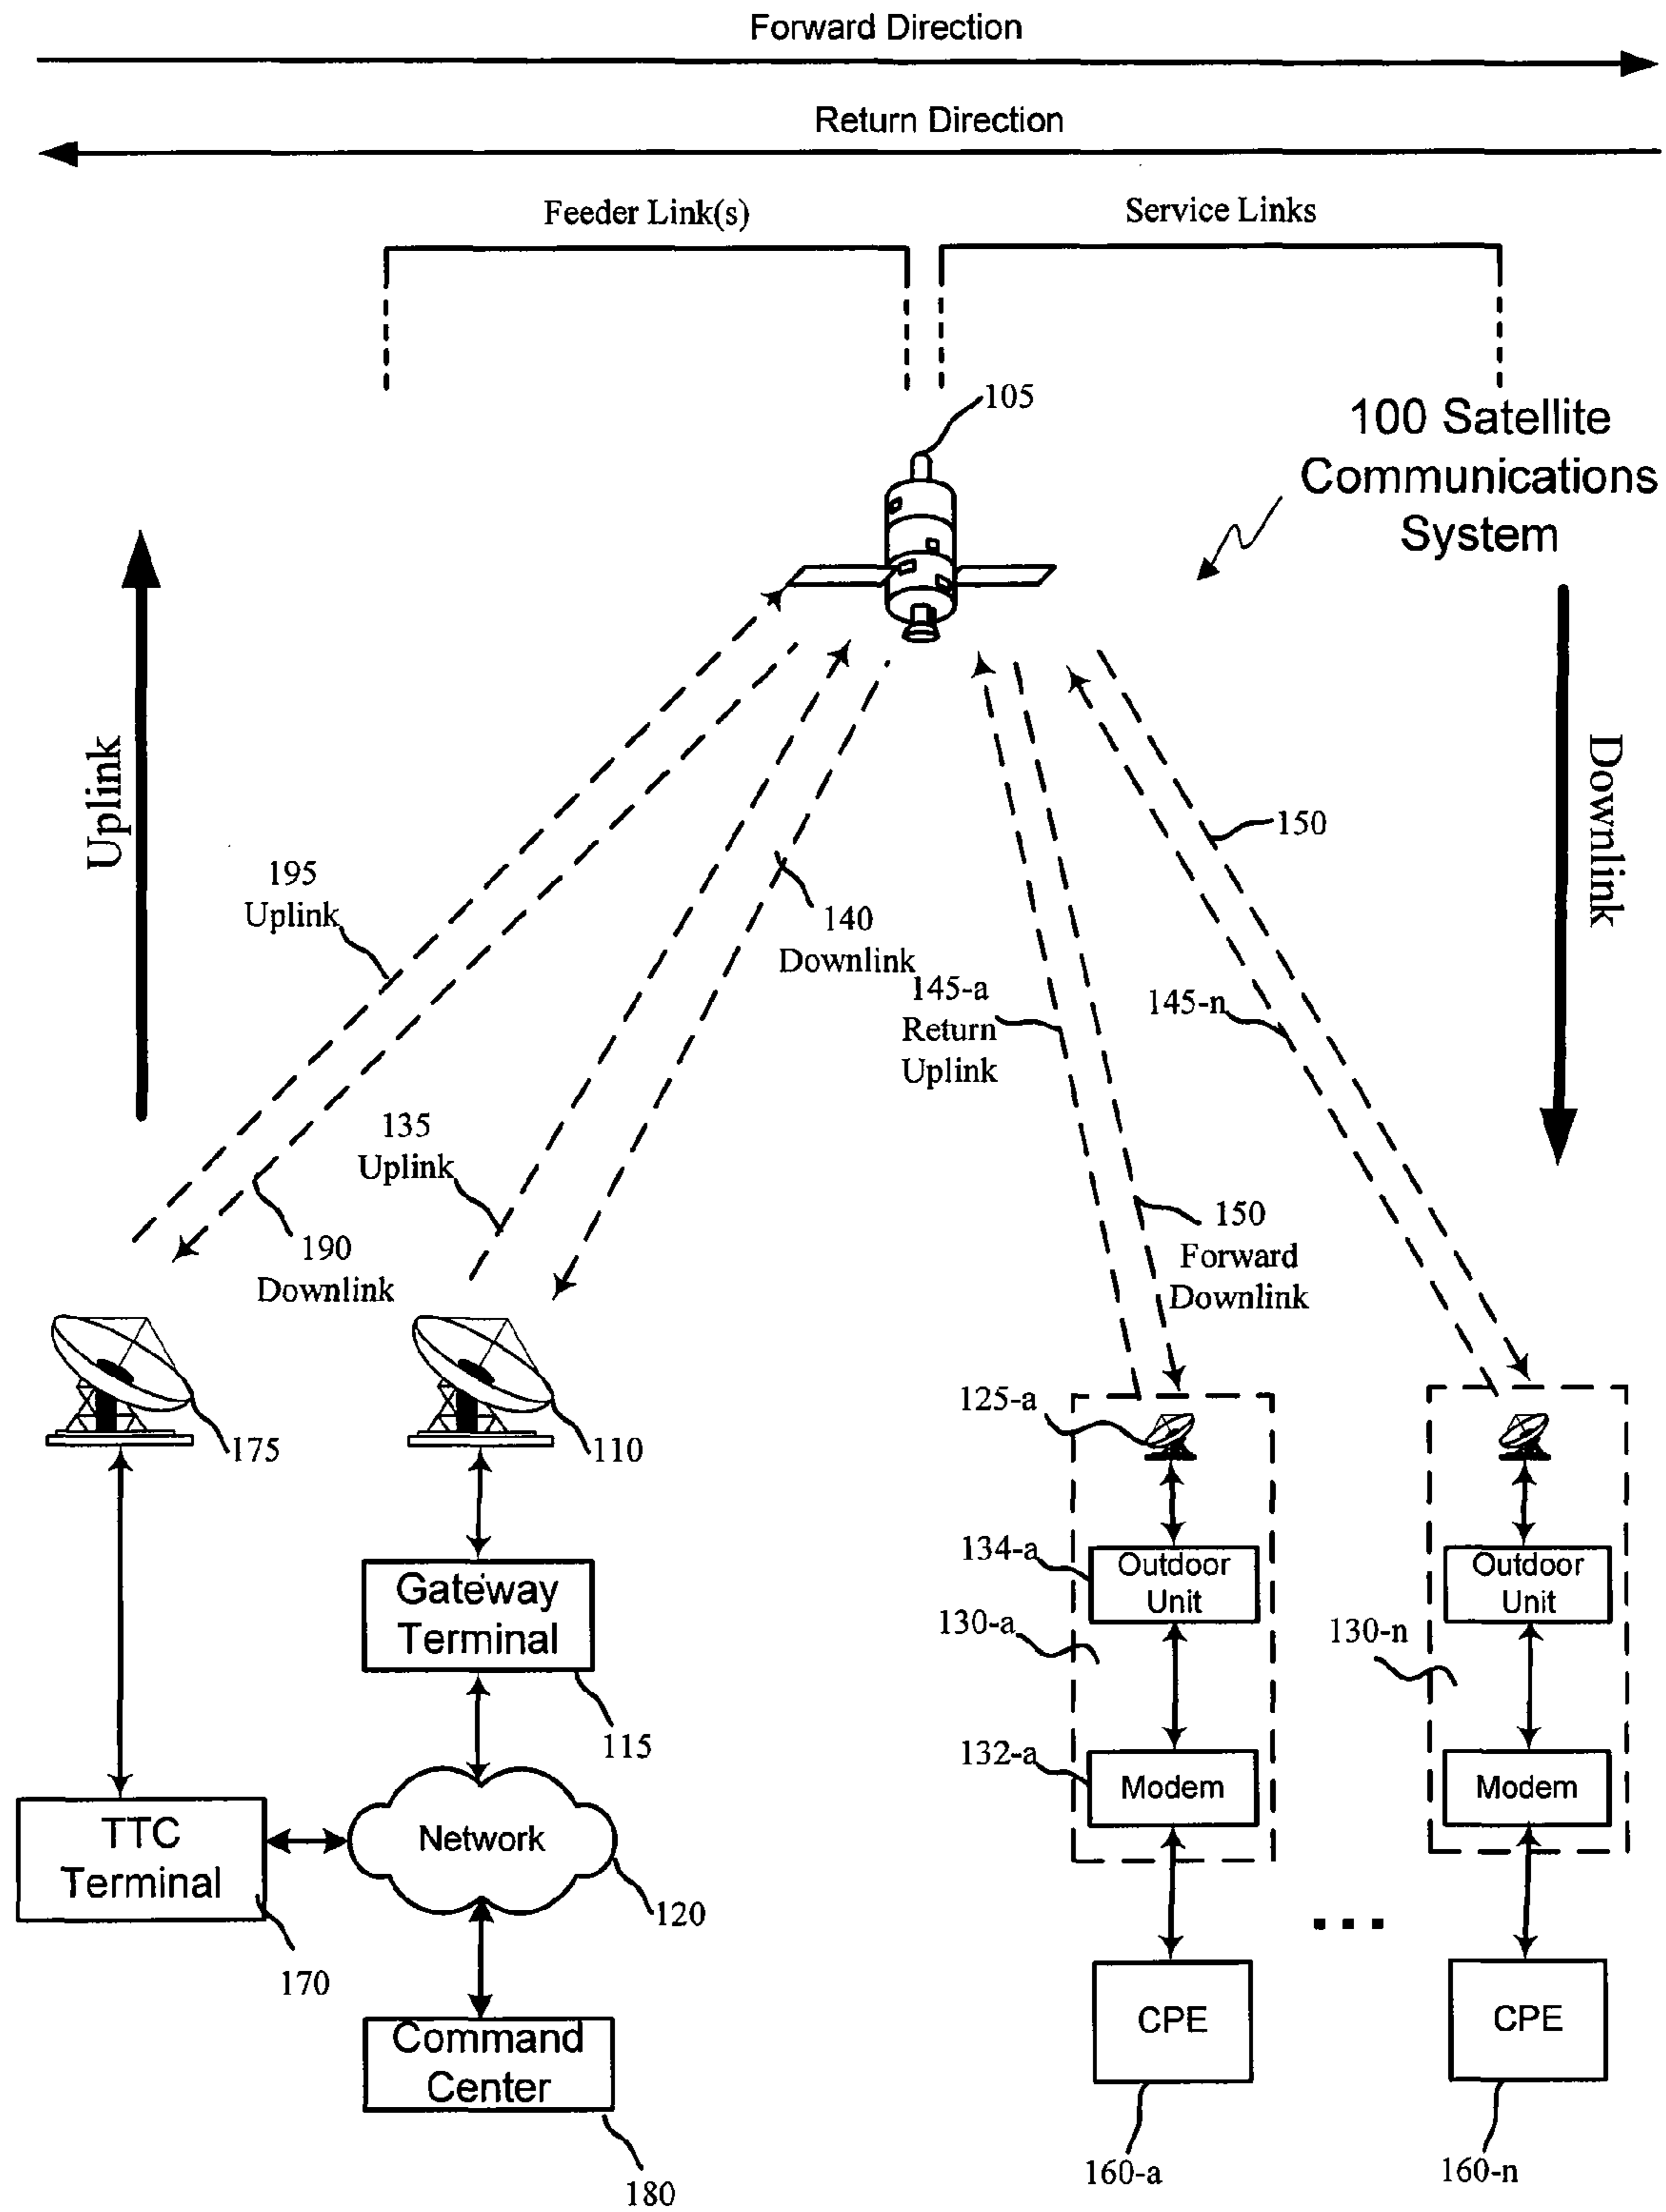 Forward Direction
Return Direction
Feeder Link(s)
Service Links
105
100 Satellite
Communications
System
Uplink
Downlink
150
195
Uplink
140
Downlink
145-a
Return
Uplink
145-n
135
Uplink
190
Downlink
150
Forward
Downlink
175
110
125-a
134-a
Outdoor
Unit
Outdoor
Unit
Gateway
Terminal
130-a
130-n
115
132-a
Modem
Modem
TTC
Terminal
Network
120
170
CPE
CPE
Command
Center
180
160-a
160-n